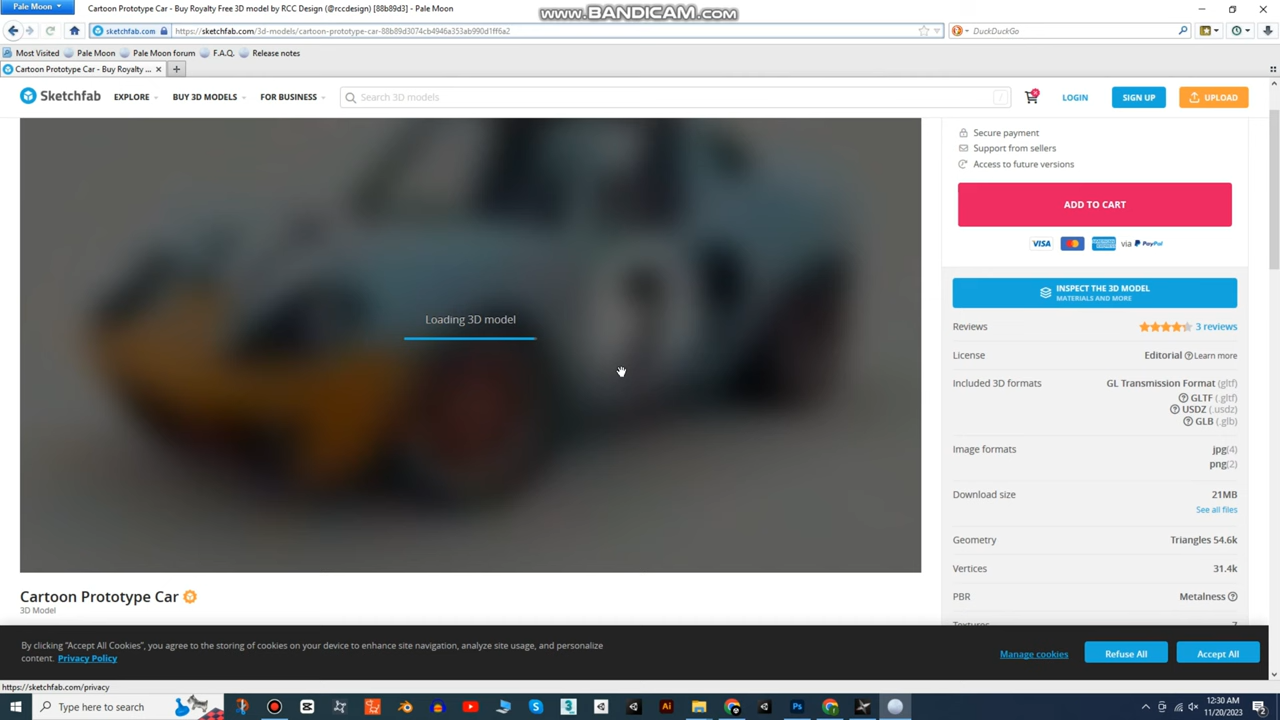 Pale Moon
Cartoon Prototype Car - Buy Royalty Free 3D model by RCC Design (@rccdesign) [88b89d3] - Pale Moon
www.BANDICAM.com
sketchfab.com
https://sketchfab.com/3d-models/cartoon-prototype-car-88b89d3074cb4946a353ab990d1ff6a2
DuckDuckGo
Most Visited
Pale Moon
Pale Moon forum
F.A.Q.
Release notes
Cartoon Prototype Car - Buy Royalty ...
Sketchfab
EXPLORE
BUY 3D MODELS
FOR BUSINESS
Search 3D models
/
LOGIN
SIGN UP
UPLOAD
Secure payment
Support from sellers
Access to future versions
ADD TO CART
VISA
via PayPal
Loading 3D model
INSPECT THE 3D MODEL
MATERIALS AND MORE
Reviews
3 reviews
License
Editorial ? Learn more
Included 3D formats
GL Transmission Format (gltf)
? GLTF (.gltf)
? USDZ (.usdz)
? GLB (.glb)
Image formats
jpg(4)
png(2)
Download size
21MB
See all files
Geometry
Triangles 54.6k
Vertices
31.4k
PBR
Metalness ?
Textures
7
Cartoon Prototype Car
3D Model
By clicking “Accept All Cookies”, you agree to the storing of cookies on your device to enhance site navigation, analyze site usage, and personalize
content. Privacy Policy
Manage cookies
Refuse All
Accept All
https://sketchfab.com/privacy
Type here to search
12:30 AM
11/20/2023